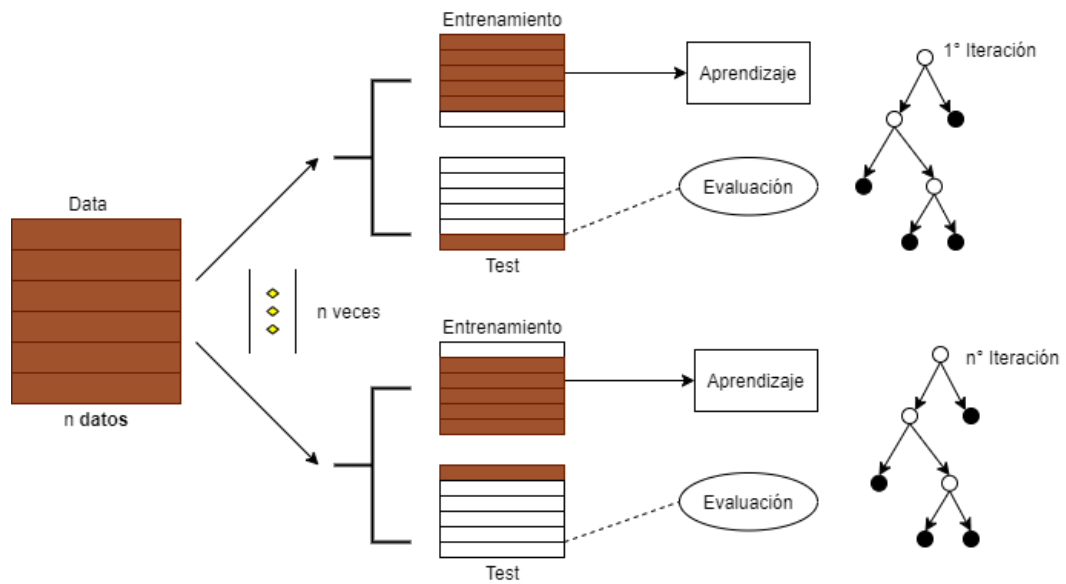 Entrenamiento
1° Iteración
Aprendizaje
Evaluación
Data
Test
n veces
Entrenamiento
n° Iteración
Aprendizaje
n datos
Evaluación
Test